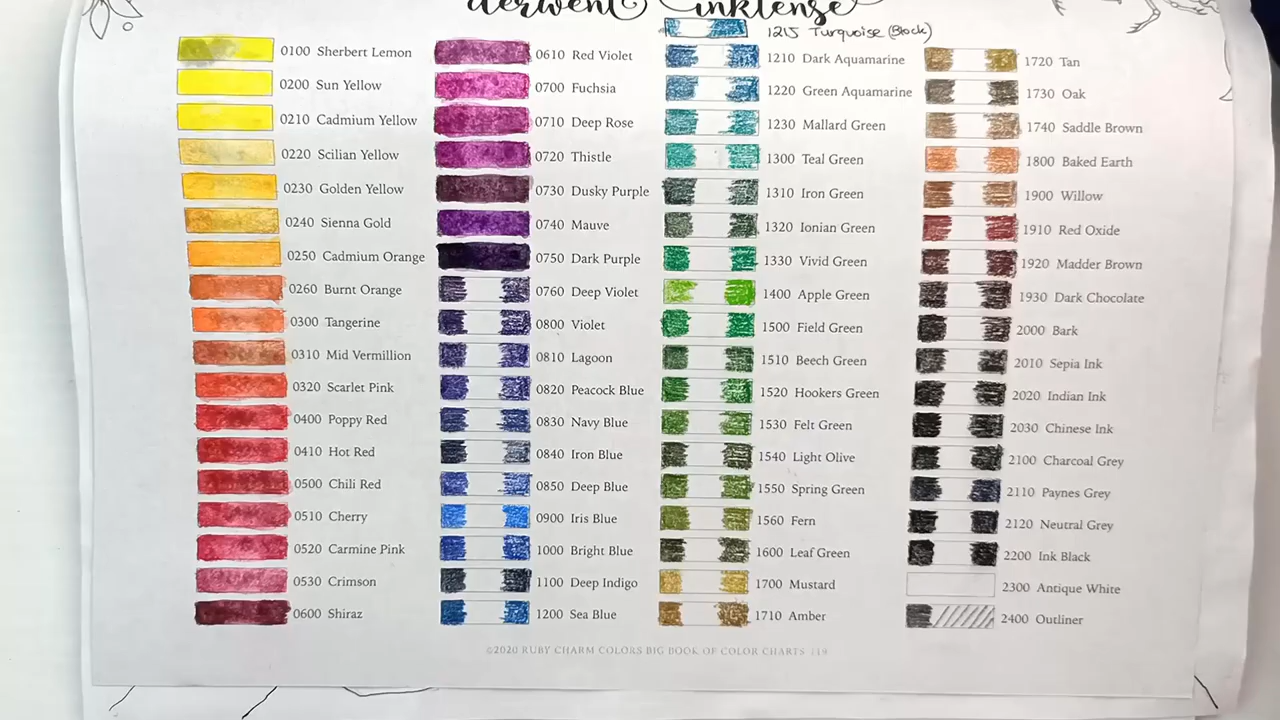 derwent inktense
0100 Sherbert Lemon
0200 Sun Yellow
0210 Cadmium Yellow
0220 Scilian Yellow
0230 Golden Yellow
0240 Sienna Gold
0250 Cadmium Orange
0260 Burnt Orange
0300 Tangerine
0310 Mid Vermillion
0320 Scarlet Pink
0400 Poppy Red
0410 Hot Red
0500 Chili Red
0510 Cherry
0520 Carmine Pink
0530 Crimson
0600 Shiraz
0610 Red Violet
0700 Fuchsia
0710 Deep Rose
0720 Thistle
0730 Dusky Purple
0740 Mauve
0750 Dark Purple
0760 Deep Violet
0800 Violet
0810 Lagoon
0820 Peacock Blue
0830 Navy Blue
0840 Iron Blue
0850 Deep Blue
0900 Iris Blue
1000 Bright Blue
1100 Deep Indigo
1200 Sea Blue
1215 Turquoise (Block)
1210 Dark Aquamarine
1220 Green Aquamarine
1230 Mallard Green
1300 Teal Green
1310 Iron Green
1320 Ionian Green
1330 Vivid Green
1400 Apple Green
1500 Field Green
1510 Beech Green
1520 Hookers Green
1530 Felt Green
1540 Light Olive
1550 Spring Green
1560 Fern
1600 Leaf Green
1700 Mustard
1710 Amber
1720 Tan
1730 Oak
1740 Saddle Brown
1800 Baked Earth
1900 Willow
1910 Red Oxide
1920 Madder Brown
1930 Dark Chocolate
2000 Bark
2010 Sepia Ink
2020 Indian Ink
2030 Chinese Ink
2100 Charcoal Grey
2110 Paynes Grey
2120 Neutral Grey
2200 Ink Black
2300 Antique White
2400 Outliner
©2020 RUBY CHARM COLORS BIG BOOK OF COLOR CHARTS | 19